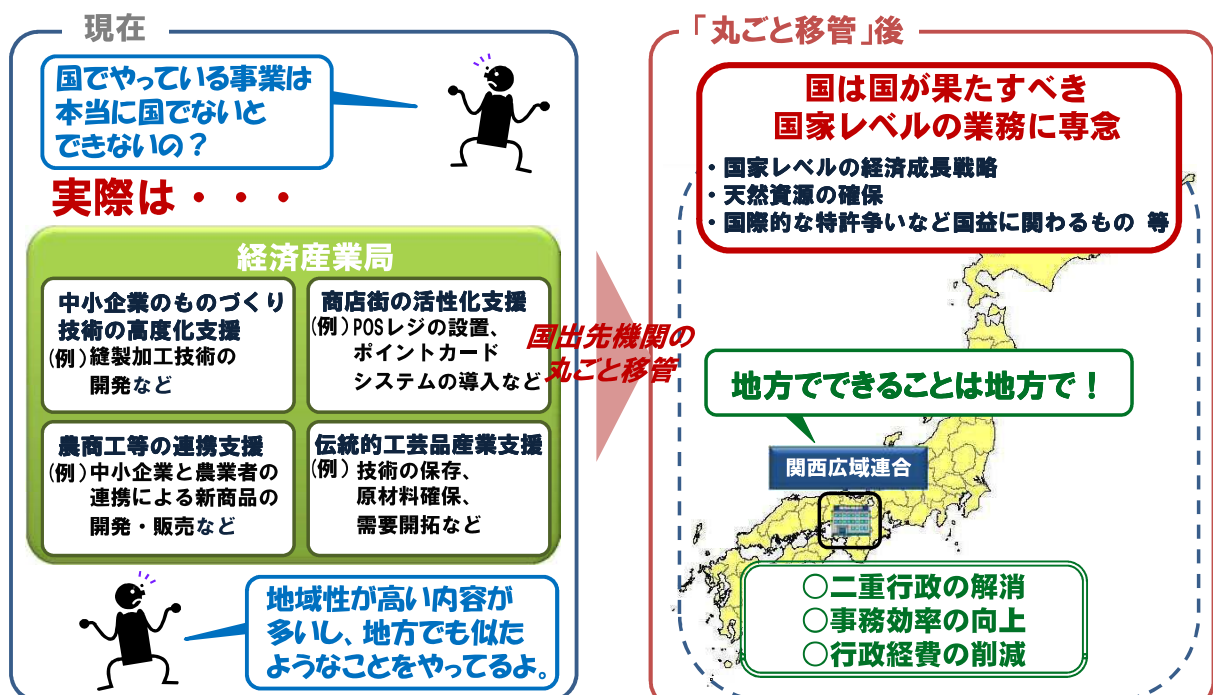 現在
国でやっている事業は
本当に国でないと
できないの？
実際は・・・
経済産業局
中小企業のものづくり
技術の高度化支援
(例)縫製加工技術の
開発など
商店街の活性化支援
(例)POSレジの設置、
ポイントカード
システムの導入など
農商工等の連携支援
(例)中小企業と農業者の
連携による新商品の
開発・販売など
伝統的工芸品産業支援
(例)技術の保存、
原材料確保、
需要開拓など
地域性が高い内容が
多いし、地方でも似た
ようなことをやってるよ。
国出先機関の
丸ごと移管
「丸ごと移管」後
国は国が果たすべき
国家レベルの業務に専念
・国家レベルの経済成長戦略
・天然資源の確保
・国際的な特許争いなど国益に関わるもの 等
地方でできることは地方で！
関西広域連合
○二重行政の解消
○事務効率の向上
○行政経費の削減